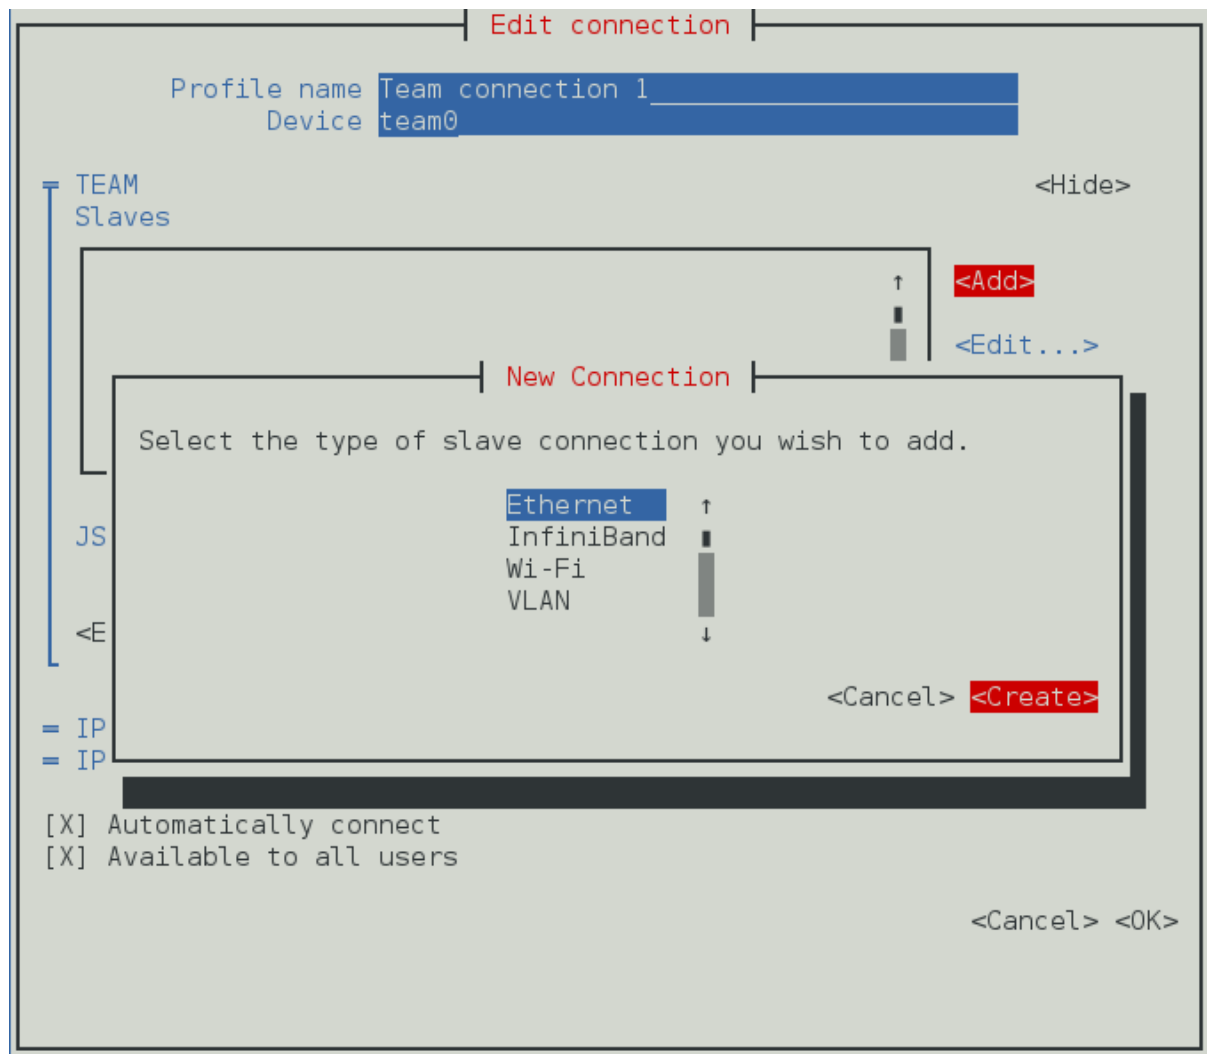 Edit connection
Profile name Team connection 1
Device team0
TEAM <Hide>
Slaves
↑ <Add>
<Edit...>
New Connection
Select the type of slave connection you wish to add.
Ethernet ↑
InfiniBand
JS
Wi-Fi
VLAN
<E ↓
<Cancel> <Create>
= IP
= IP
[X] Automatically connect
[X] Available to all users
<Cancel> <OK>